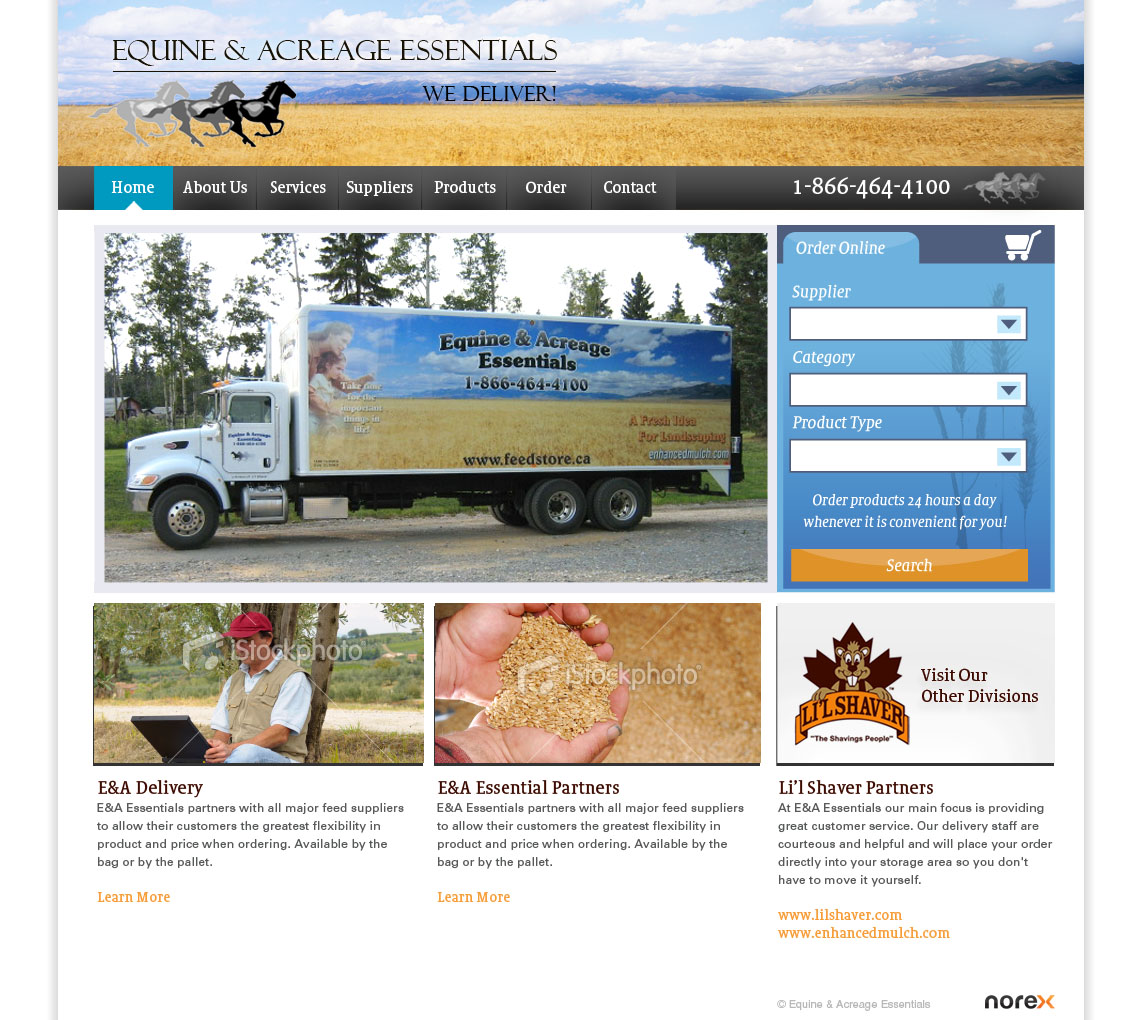 EQUINE & ACREAGE ESSENTIALS
WE DELIVER!
Home About Us Services Suppliers Products Order Contact 1-866-464-4100
Equine & Acreage
Essentials
1-866-464-4100
Take time
for the
important
things in
life!
A Fresh Idea
For Landscaping
enhancedmulch.com
www.feedstore.ca
Equine & Acreage
Essentials
1-866-464-4100
Order Online
Supplier
Category
Product Type
Order products 24 hours a day
whenever it is convenient for you!
Search
iStockphoto
iStockphoto
LI'L SHAVER™
"The Shavings People"
Visit Our
Other Divisions
E&A Delivery
E&A Essentials partners with all major feed suppliers
to allow their customers the greatest flexibility in
product and price when ordering. Available by the
bag or by the pallet.
Learn More
E&A Essential Partners
E&A Essentials partners with all major feed suppliers
to allow their customers the greatest flexibility in
product and price when ordering. Available by the
bag or by the pallet.
Learn More
Li'l Shaver Partners
At E&A Essentials our main focus is providing
great customer service. Our delivery staff are
courteous and helpful and will place your order
directly into your storage area so you don't
have to move it yourself.
www.lilshaver.com
www.enhancedmulch.com
© Equine & Acreage Essentials
norex